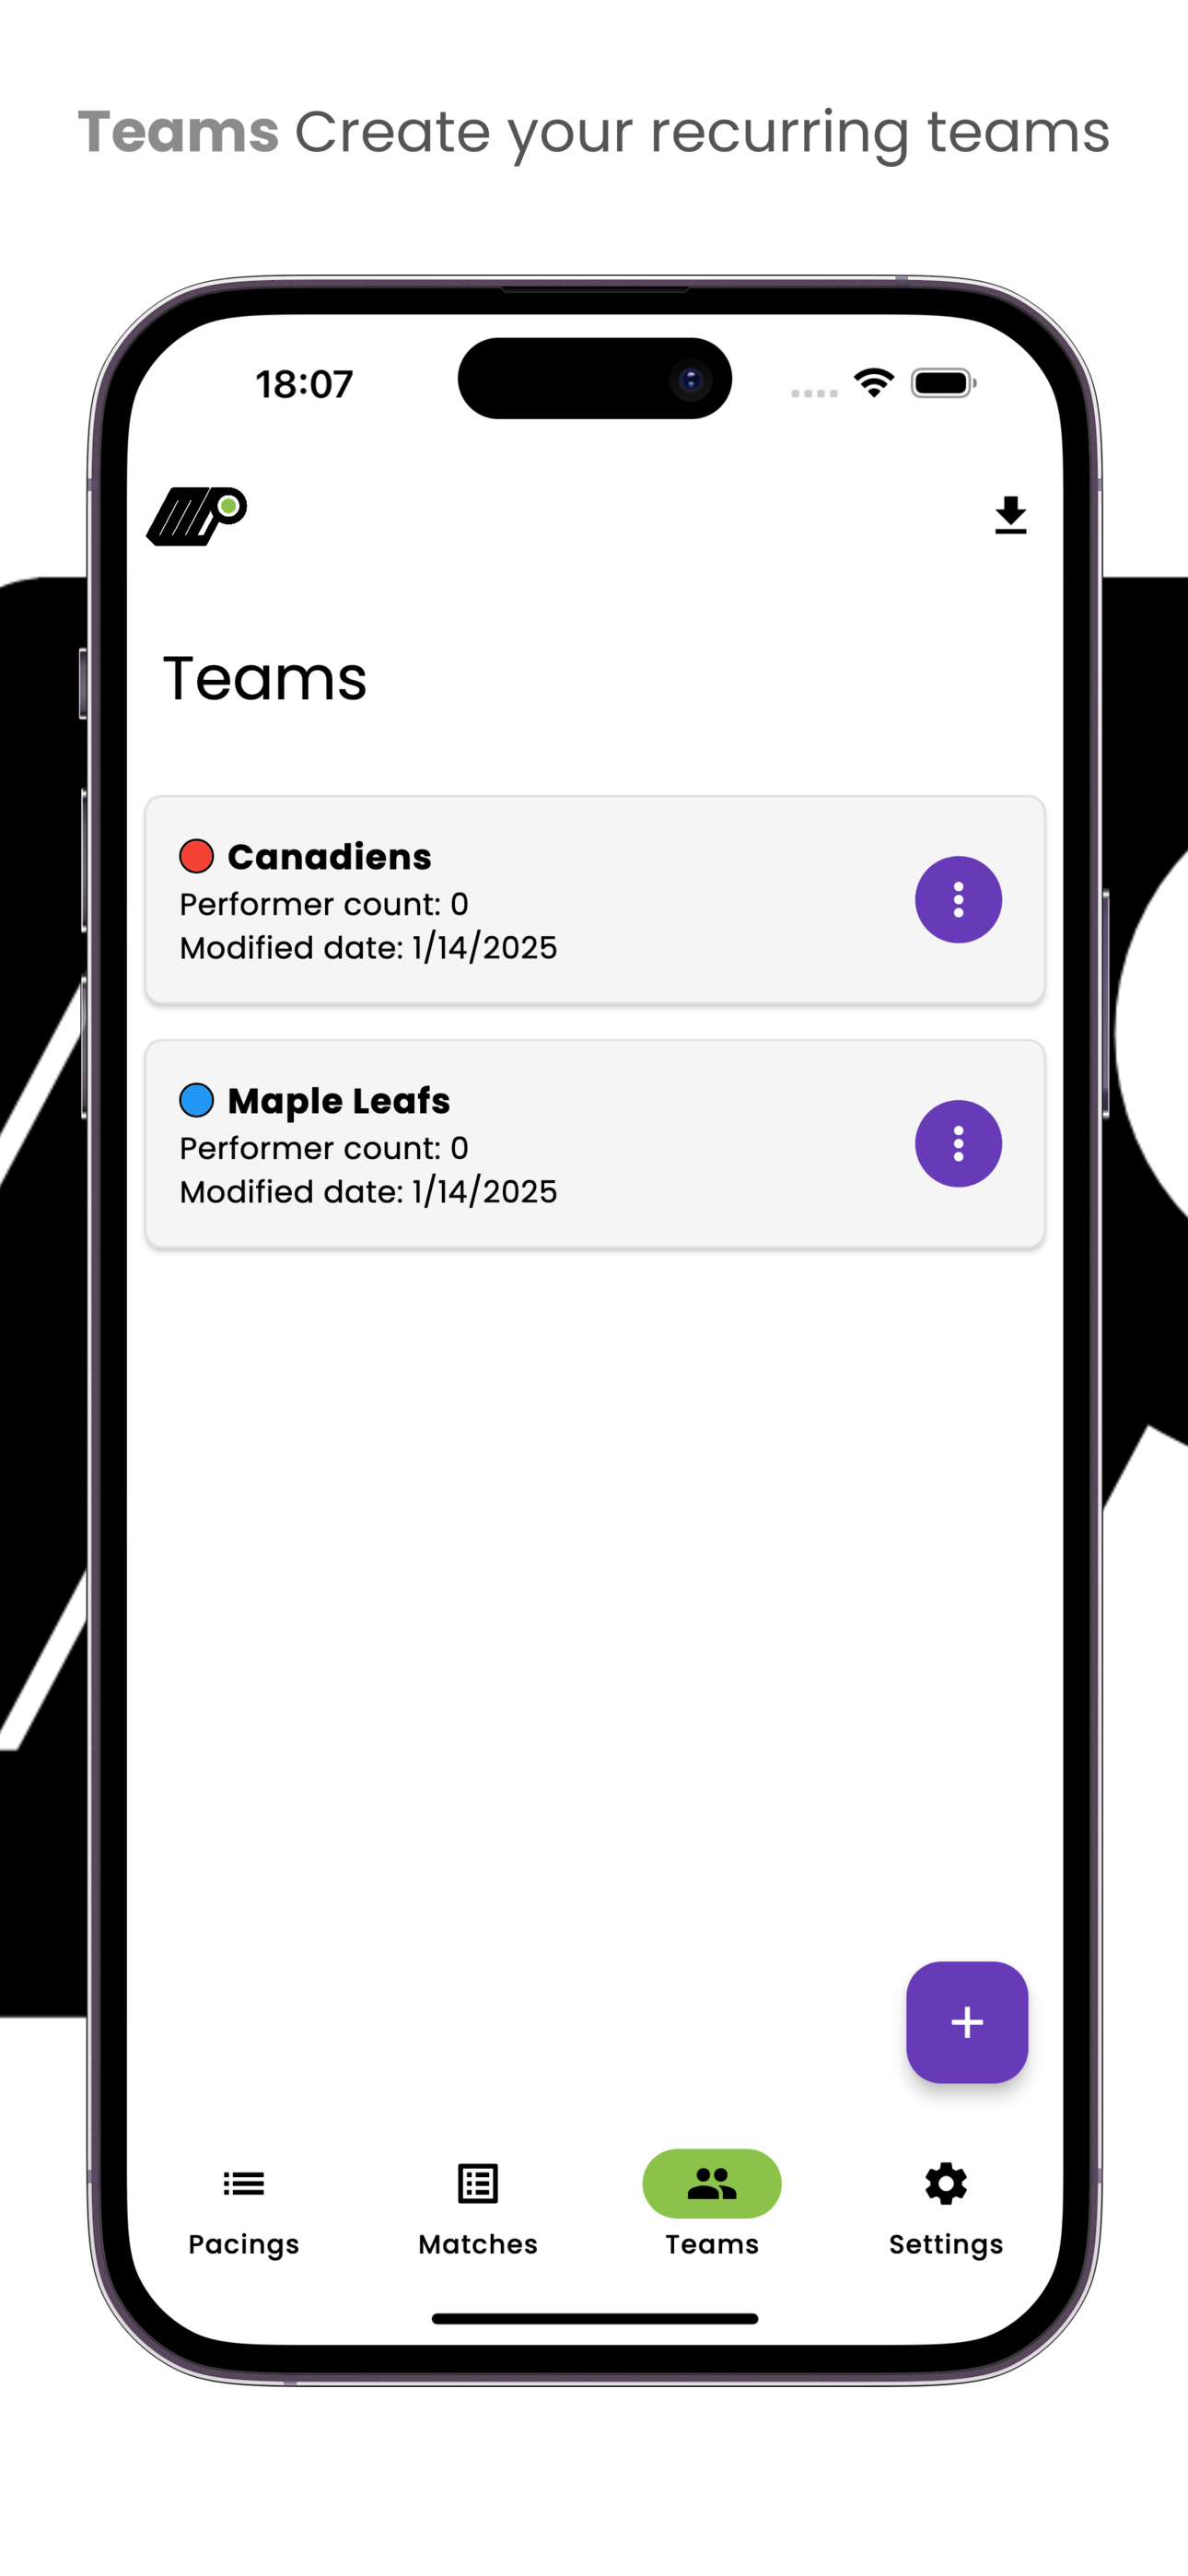 Teams Create your recurring teams
18:07
Teams
Canadiens
Performer count: 0
Modified date: 1/14/2025
Maple Leafs
Performer count: 0
Modified date: 1/14/2025
Pacings
Matches
Teams
Settings